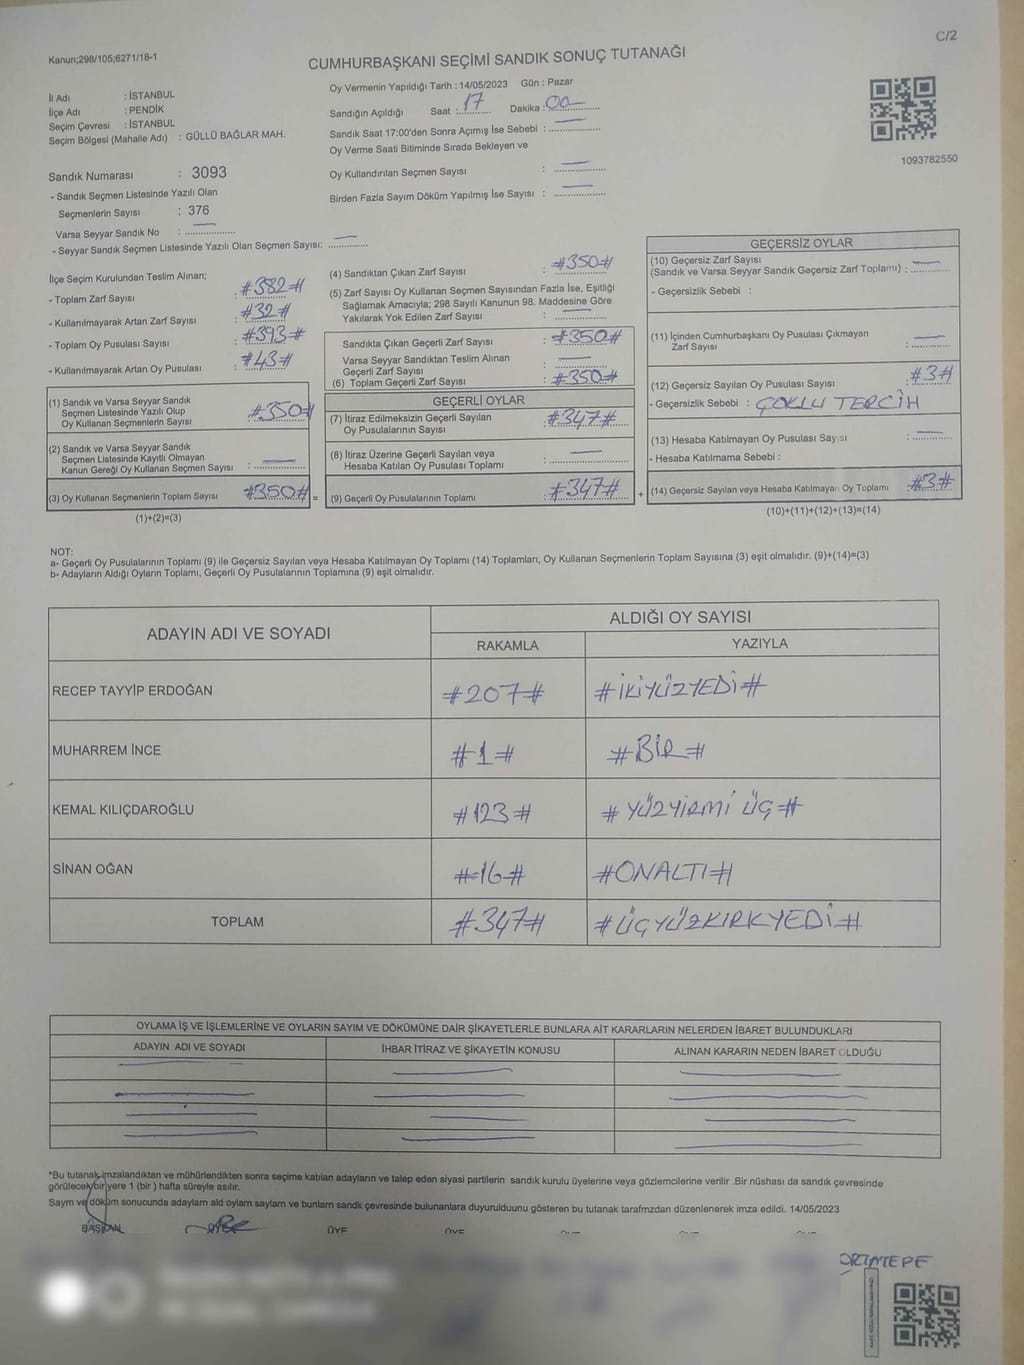 C/2
Kanun;298/105;6271/18-1
CUMHURBAŞKANI SEÇİMİ SANDIK SONUÇ TUTANAĞI
İl Adı : İSTANBUL
İlçe Adı : PENDİK
Seçim Çevresi : İSTANBUL
Seçim Bölgesi (Mahalle Adı) : GÜLLÜ BAĞLAR MAH.
Sandık Numarası : 3093
- Sandık Seçmen Listesinde Yazılı Olan
Seçmenlerin Sayısı : 376
Varsa Seyyar Sandık No :
- Seyyar Sandık Seçmen Listesinde Yazılı Olan Seçmen Sayısı:
Oy Vermenin Yapıldığı Tarih : 14/05/2023 Gün : Pazar
Sandığın Açıldığı Saat : 17 Dakika : 00
Sandık Saat 17:00'den Sonra Açımış İse Sebebi :
Oy Verme Saati Bitiminde Sırada Bekleyen ve
Oy Kullandırılan Seçmen Sayısı :
Birden Fazla Sayım Döküm Yapılmış İse Sayısı :
1093782550
İlçe Seçim Kurulundan Teslim Alınan;
- Toplam Zarf Sayısı : #382#
- Kullanılmayarak Artan Zarf Sayısı : #32#
- Toplam Oy Pusulası Sayısı : #393#
- Kullanılmayarak Artan Oy Pusulası : #43#
(1) Sandık ve Varsa Seyyar Sandık
Seçmen Listesinde Yazılı Olup
Oy Kullanan Seçmenlerin Sayısı : #350#
(2) Sandık ve Varsa Seyyar Sandık
Seçmen Listesinde Kayıtlı Olmayan
Kanun Gereği Oy Kullanan Seçmen Sayısı :
(3) Oy Kullanan Seçmenlerin Toplam Sayısı #350# =
(1)+(2)=(3)
(4) Sandıktan Çıkan Zarf Sayısı : #350#
(5) Zarf Sayısı Oy Kullanan Seçmen Sayısından Fazla İse, Eşitliği
Sağlamak Amacıyla; 298 Sayılı Kanunun 98. Maddesine Göre
Yakılarak Yok Edilen Zarf Sayısı :
Sandıkta Çıkan Geçerli Zarf Sayısı : #350#
Varsa Seyyar Sandıktan Teslim Alınan
Geçerli Zarf Sayısı :
(6) Toplam Geçerli Zarf Sayısı : #350#
GEÇERLİ OYLAR
(7) İtiraz Edilmeksizin Geçerli Sayılan
Oy Pusulalarının Sayısı : #347#
(8) İtiraz Üzerine Geçerli Sayılan veya
Hesaba Katılan Oy Pusulası Toplamı :
(9) Geçerli Oy Pusulalarının Toplamı : #347# +
GEÇERSİZ OYLAR
(10) Geçersiz Zarf Sayısı
(Sandık ve Varsa Seyyar Sandık Geçersiz Zarf Toplamı) :
- Geçersizlik Sebebi :
(11) İçinden Cumhurbaşkanı Oy Pusulası Çıkmayan
Zarf Sayısı :
(12) Geçersiz Sayılan Oy Pusulası Sayısı : #3#
- Geçersizlik Sebebi : ÇOKLU TERCİH
(13) Hesaba Katılmayan Oy Pusulası Sayısı :
- Hesaba Katılmama Sebebi :
(14) Geçersiz Sayılan veya Hesaba Katılmayan Oy Toplamı : #3#
(10)+(11)+(12)+(13)=(14)
NOT:
a- Geçerli Oy Pusulalarının Toplamı (9) ile Geçersiz Sayılan veya Hesaba Katılmayan Oy Toplamı (14) Toplamları, Oy Kullanan Seçmenlerin Toplam Sayısına (3) eşit olmalıdır. (9)+(14)=(3)
b- Adayların Aldığı Oyların Toplamı, Geçerli Oy Pusulalarının Toplamına (9) eşit olmalıdır.
ADAYIN ADI VE SOYADI ALDIĞI OY SAYISI
RAKAMLA YAZIYLA
RECEP TAYYİP ERDOĞAN #207# #İKİYÜZYEDİ#
MUHARREM İNCE #1# #BİR#
KEMAL KILIÇDAROĞLU #123# #YÜZYİRMİ ÜÇ#
SİNAN OĞAN #16# #ONALTI#
TOPLAM #347# #ÜÇYÜZKIRKYEDİ#
OYLAMA İŞ VE İŞLEMLERİNE VE OYLARIN SAYIM VE DÖKÜMÜNE DAİR ŞİKAYETLERLE BUNLARA AİT KARARLARIN NELERDEN İBARET BULUNDUKLARI
ADAYIN ADI VE SOYADI İHBAR İTİRAZ VE ŞİKAYETİN KONUSU ALINAN KARARIN NEDEN İBARET OLDUĞU
*Bu tutanak imzalandıktan ve mühürlendikten sonra seçime katılan adayların ve talep eden siyasi partilerin sandık kurulu üyelerine veya gözlemcilerine verilir .Bir nüshası da sandık çevresinde
görülecek bir yere 1 (bir ) hafta süreyle asılır.
Sayım ve döküm sonucunda adaylam ald oylam saylam ve bunlam sandk çevresinde bulunanlara duyurulduunu gösteren bu tutanak tarafmzdan düzenlenerek imza edildi. 14/05/2023
BAŞKAN ÜYE ÜYE ÜYE
ORTATEPE